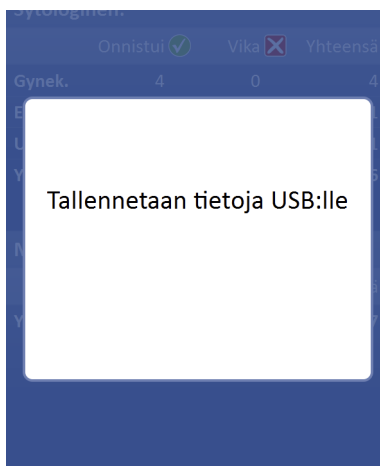 Sytologinen:
Onnistui Vika Yhteensä
Gynek. 4 0 4
Tallennetaan tietoja USB:lle